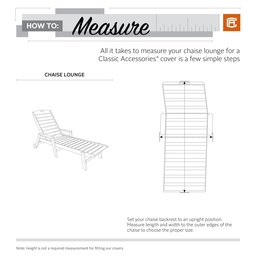 HOW TO: Measure
All it takes to measure your chaise lounge for a
Classic Accessories® cover is a few simple steps
CHAISE LOUNGE
Set your chaise backrest to an upright position.
Measure length and width to the outer edges of the
chaise to choose the proper size.
Note: Height is not a required measurement for fitting our covers